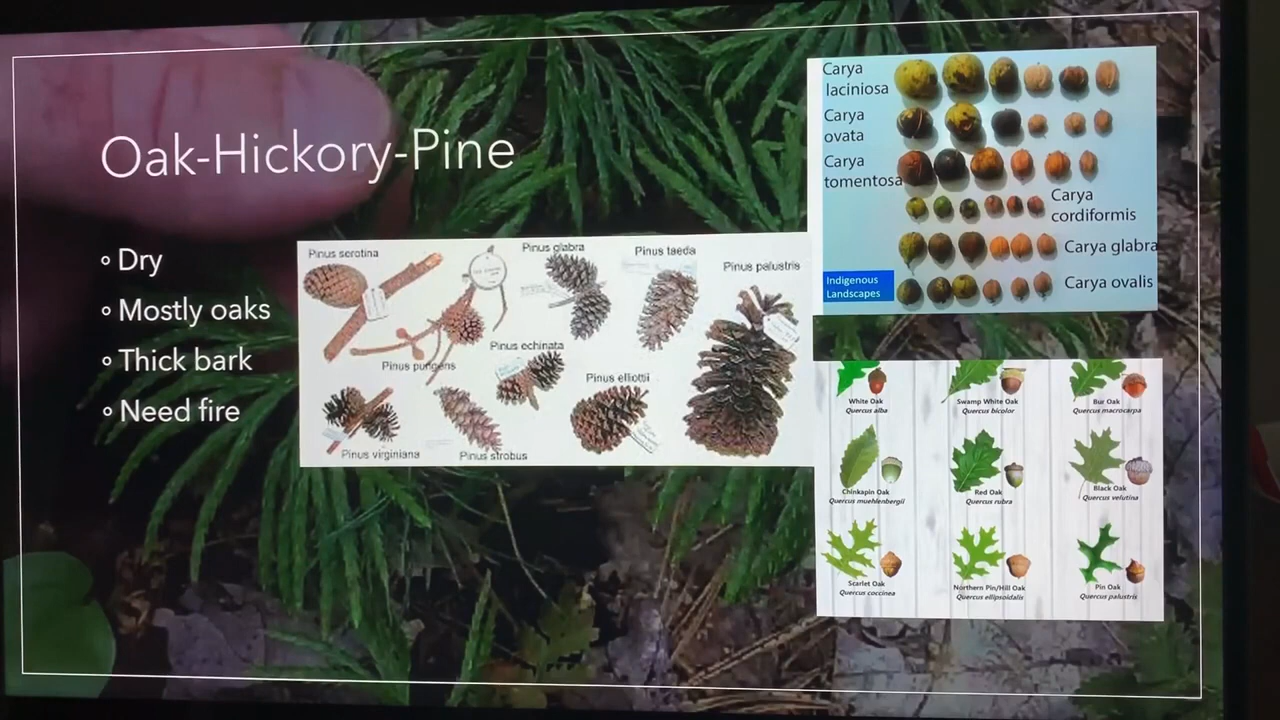 Oak-Hickory-Pine
Dry
Mostly oaks
Thick bark
Need fire
Pinus serotina
Pinus glabra
Pinus taeda
Pinus palustris
Pinus pungens
Pinus echinata
Pinus elliottii
Pinus virginiana
Pinus strobus
Carya
laciniosa
Carya
ovata
Carya
tomentosa
Carya
cordiformis
Carya glabra
Carya ovalis
Indigenous
Landscapes
White Oak
Quercus alba
Swamp White Oak
Quercus bicolor
Bur Oak
Quercus macrocarpa
Chinkapin Oak
Quercus muehlenbergii
Red Oak
Quercus rubra
Black Oak
Quercus velutina
Scarlet Oak
Quercus coccinea
Northern Pin/Hill Oak
Quercus ellipsoidalis
Pin Oak
Quercus palustris